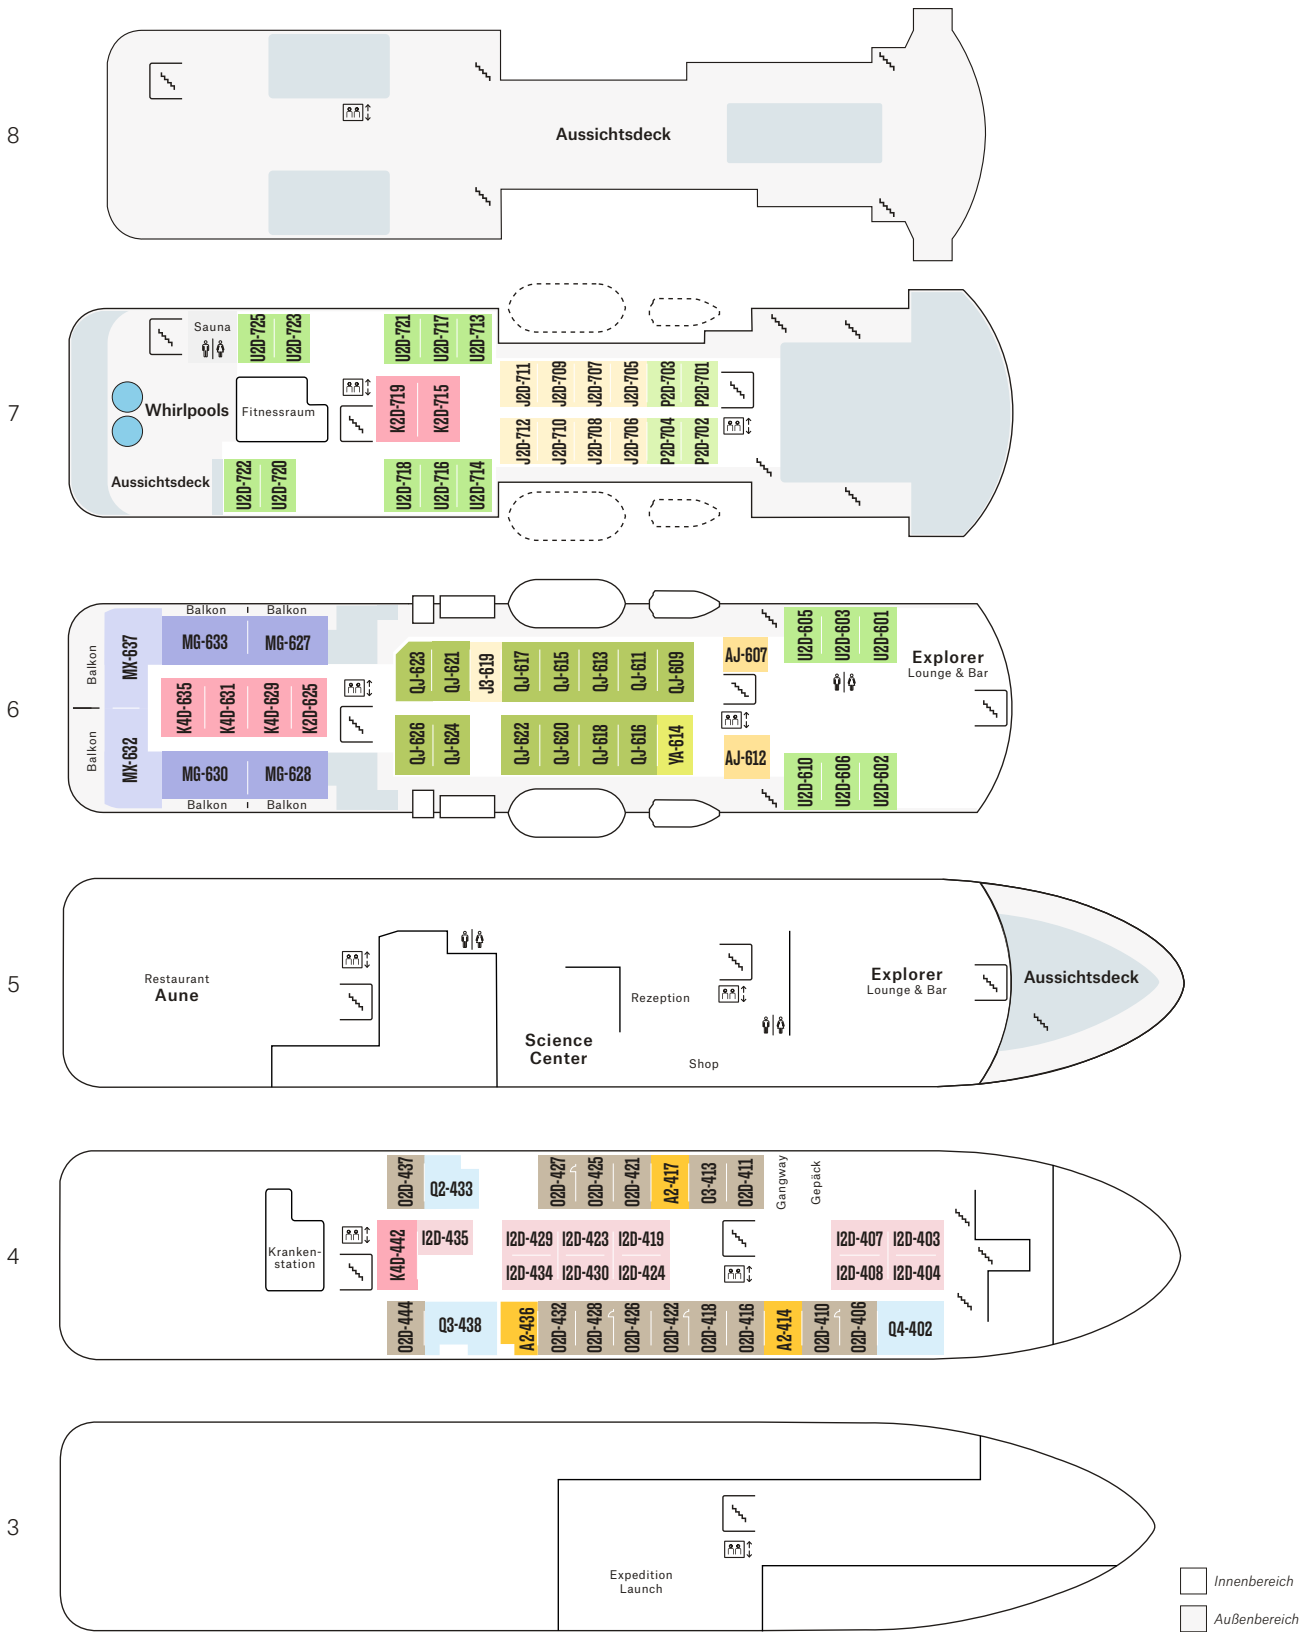 8
Aussichtsdeck
7
Sauna
U2D-725
U2D-723
U2D-721
U2D-717
U2D-713
Whirlpools
Fitnessraum
K2D-719
K2D-715
J2D-711
J2D-709
J2D-707
J2D-705
P2D-703
P2D-701
J2D-712
J2D-710
J2D-708
J2D-706
P2D-704
P2D-702
Aussichtsdeck
U2D-722
U2D-720
U2D-718
U2D-716
U2D-714
6
Balkon
Balkon
Balkon
MX-637
MG-633
MG-627
QJ-623
QJ-621
J3-619
QJ-617
QJ-615
QJ-613
QJ-611
QJ-609
AJ-607
U2D-605
U2D-603
U2D-601
Explorer
Lounge & Bar
K4D-635
K4D-631
K4D-629
K2D-625
Balkon
MX-632
MG-630
MG-628
QJ-626
QJ-624
QJ-622
QJ-620
QJ-618
QJ-616
YA-614
AJ-612
U2D-610
U2D-606
U2D-602
Balkon
Balkon
5
Restaurant
Aune
Science
Center
Rezeption
Shop
Explorer
Lounge & Bar
Aussichtsdeck
4
O2D-437
Q2-433
O2D-427
O2D-425
O2D-421
A2-417
O3-413
O2D-411
Gangway
Gepäck
Kranken-
station
K4D-442
I2D-435
I2D-429
I2D-423
I2D-419
I2D-407
I2D-403
I2D-434
I2D-430
I2D-424
I2D-408
I2D-404
O2D-444
Q3-438
A2-436
O2D-432
O2D-428
O2D-426
O2D-422
O2D-418
O2D-416
A2-414
O2D-410
O2D-406
Q4-402
3
Expedition
Launch
Innenbereich
Außenbereich